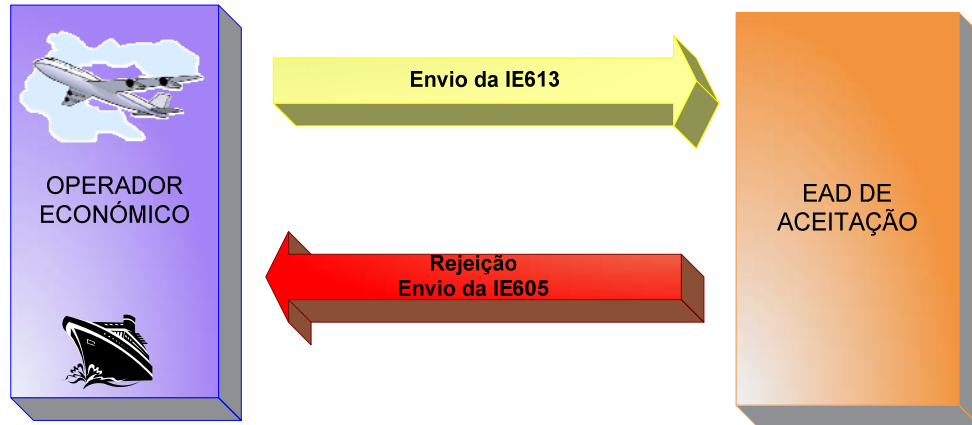 OPERADOR
ECONÓMICO
Envio da IE613
Rejeição
Envio da IE605
EAD DE
ACEITAÇÃO